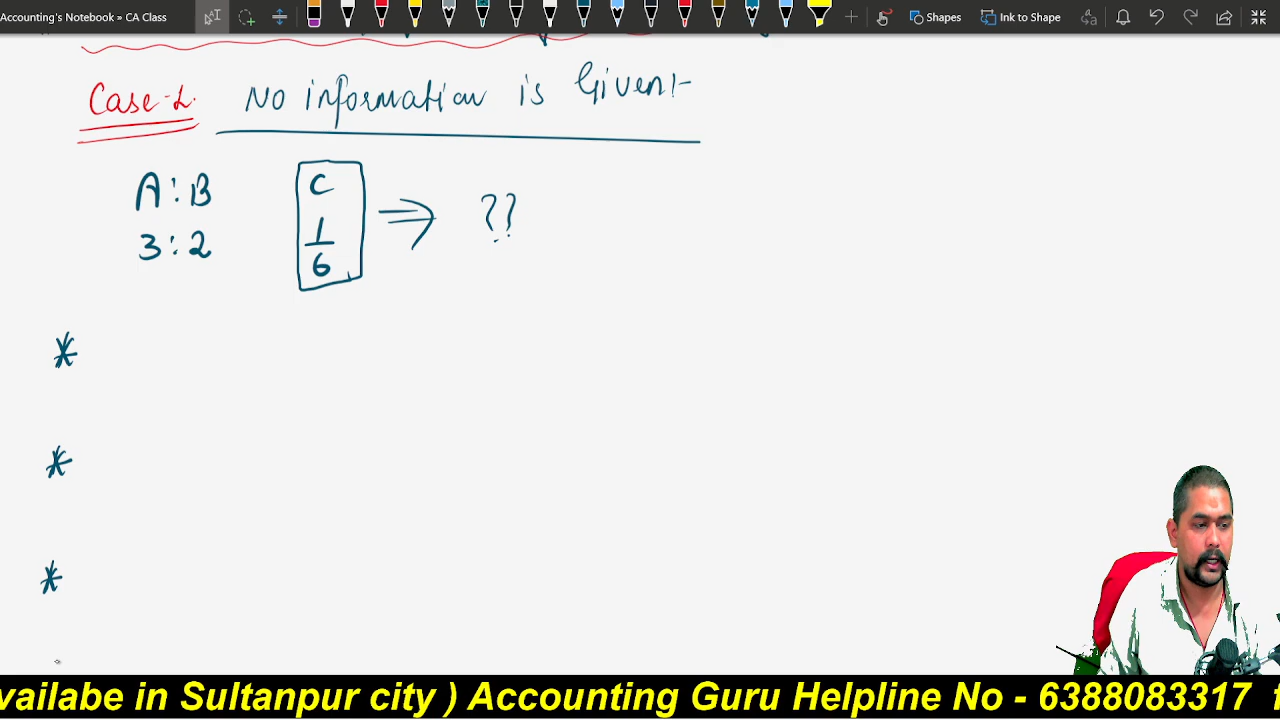 Accounting's Notebook » CA Class
Shapes
Ink to Shape
Case-1.
No information is Given:-
A:B
3:2
C
1
6
⇒ ??
*
*
*
vailabe in Sultanpur city ) Accounting Guru Helpline No - 6388083317